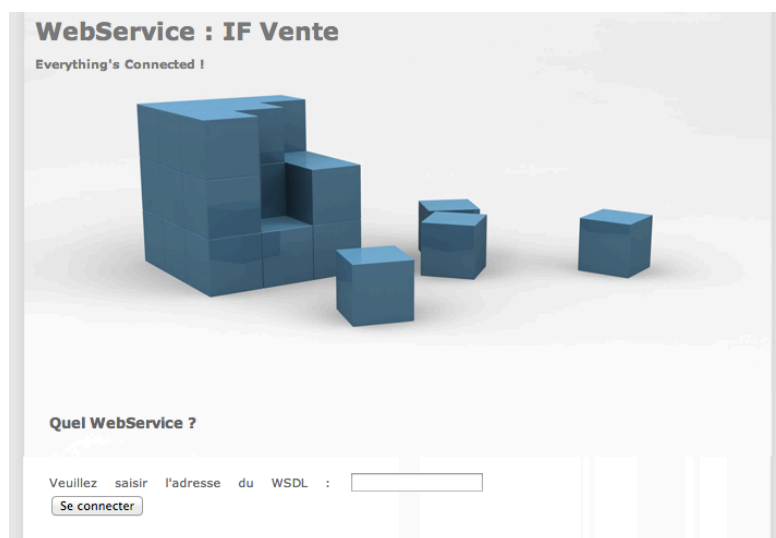 WebService : IF Vente
Everything's Connected !
Quel WebService ?
Veuillez saisir l'adresse du WSDL :
Se connecter